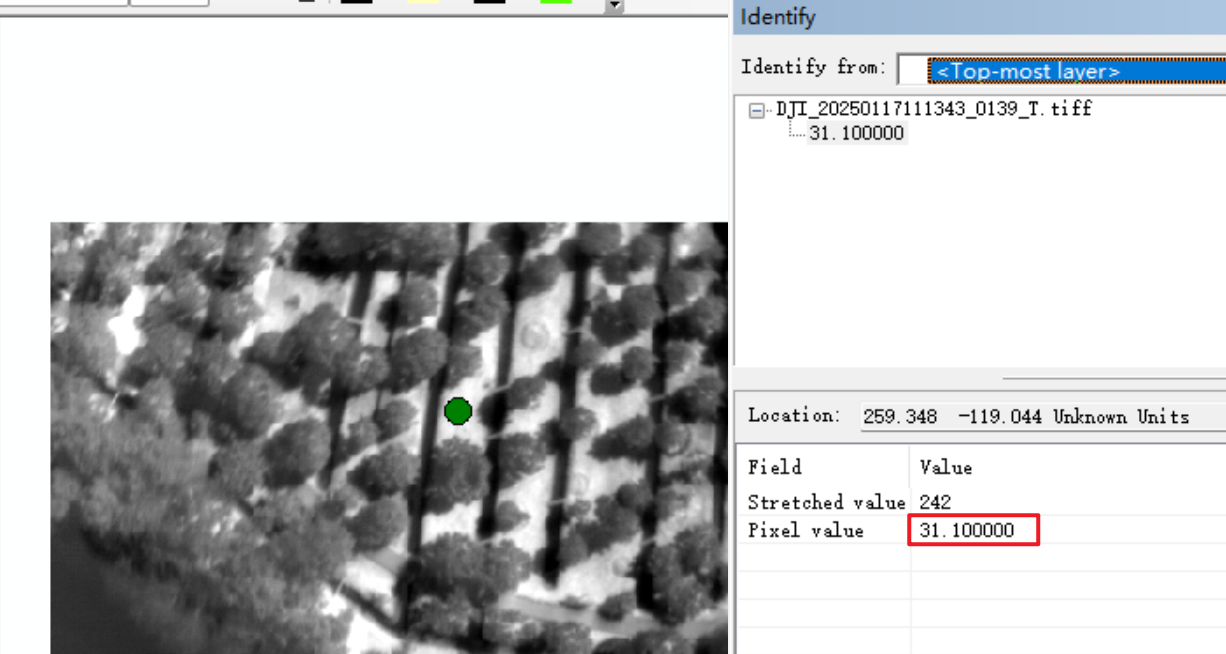 Identify
Identify from:
<Top-most layer>
DJI_20250117111343_0139_T.tiff
31.100000
Location: 259.348 -119.044 Unknown Units
Field Value
Stretched value 242
Pixel value 31.100000